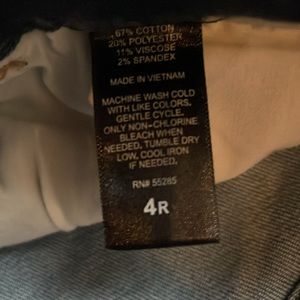 67% COTTON
20% POLYESTER
11% VISCOSE
2% SPANDEX
MADE IN VIETNAM
MACHINE WASH COLD
WITH LIKE COLORS.
GENTLE CYCLE.
ONLY NON-CHLORINE
BLEACH WHEN
NEEDED. TUMBLE DRY
LOW. COOL IRON
IF NEEDED.
RN# 55285
4R